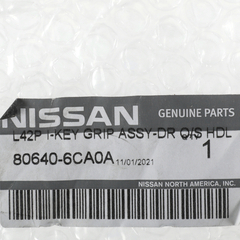 NISSAN GENUINE PARTS
L42P I-KEY GRIP ASSY-DR O/S HDL
80640-6CA0A 11/01/2021 1
NISSAN NORTH AMERICA, INC.